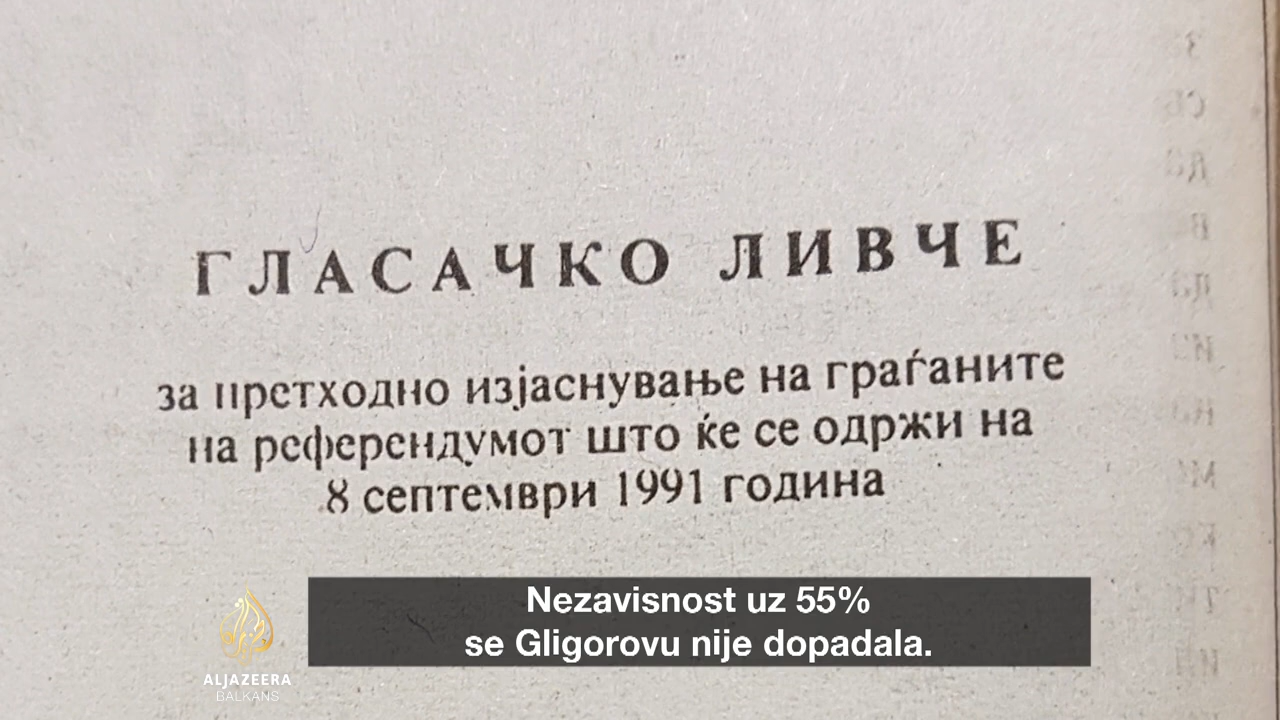 ГЛАСАЧКО ЛИВЧЕ
за претходно изјаснување на граѓаните
на референдумот што ќе се одржи на
8 септември 1991 година
Nezavisnost uz 55%
se Gligorovu nije dopadala.
ALJAZEERA
BALKANS